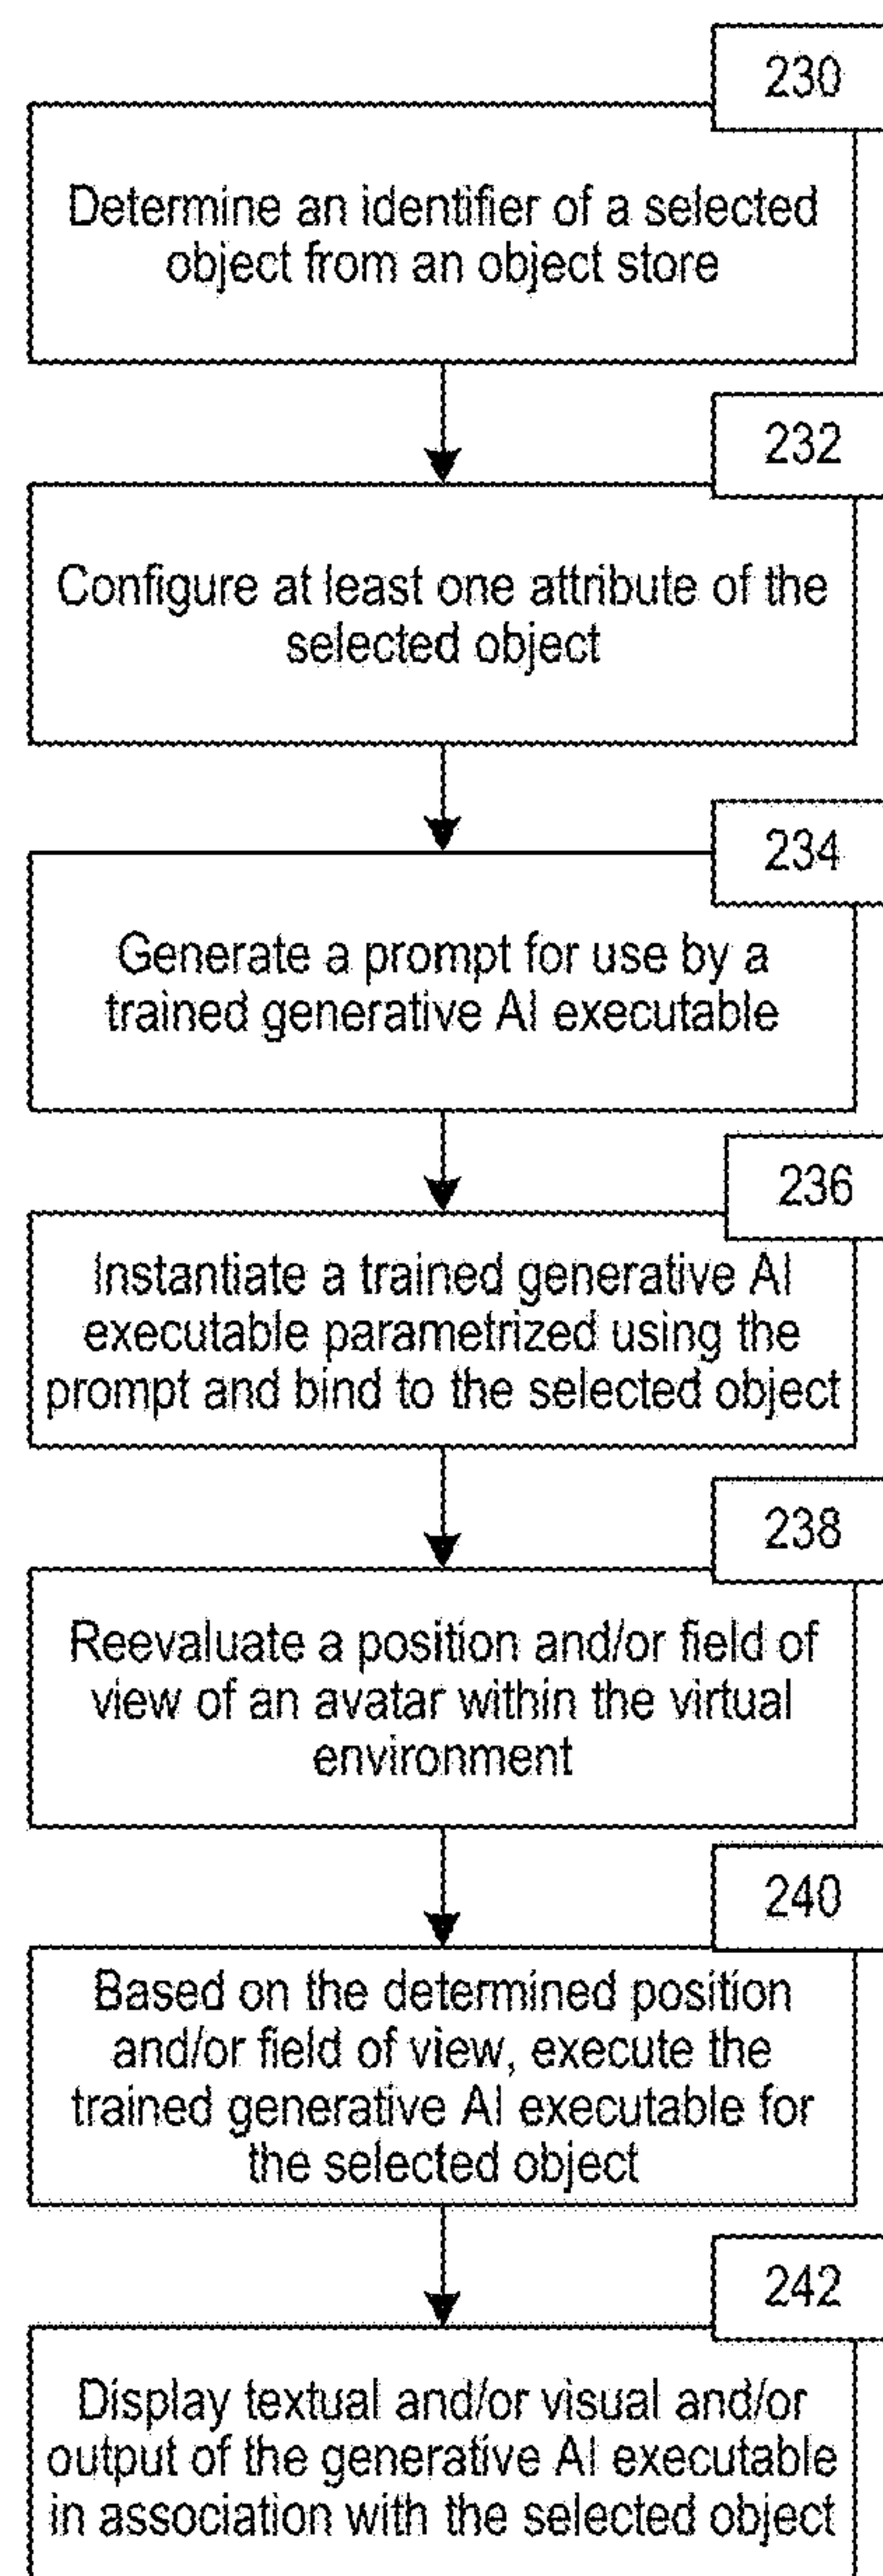 230
Determine an identifier of a selected
object from an object store
232
Configure at least one attribute of the
selected object
234
Generate a prompt for use by a
trained generative AI executable
236
Instantiate a trained generative AI
executable parametrized using the
prompt and bind to the selected object
238
Reevaluate a position and/or field of
view of an avatar within the virtual
environment
240
Based on the determined position
and/or field of view, execute the
trained generative AI executable for
the selected object
242
Display textual and/or visual and/or
output of the generative AI executable
in association with the selected object